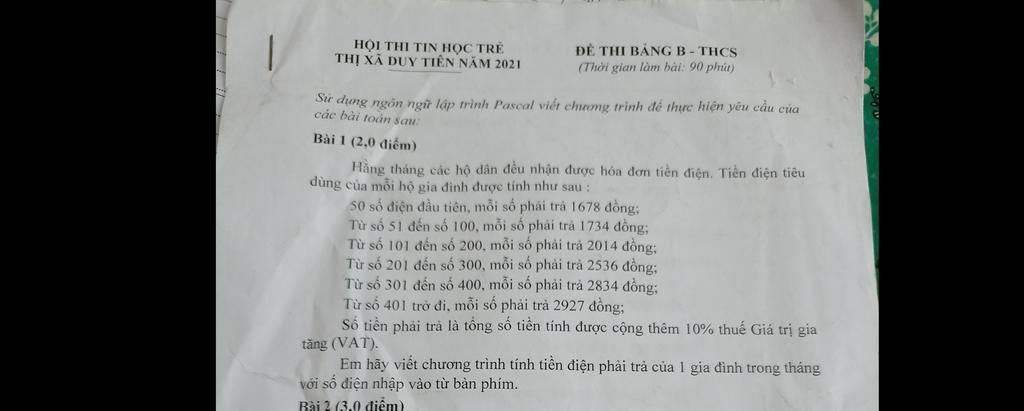 HỘI THI TIN HỌC TRẺ
THỊ XÃ DUY TIÊN NĂM 2021
ĐỀ THI BẢNG B - THCS
(Thời gian làm bài: 90 phút)
Sử dụng ngôn ngữ lập trình Pascal viết chương trình để thực hiện yêu cầu của
các bài toán sau:
Bài 1 (2,0 điểm)
Hằng tháng các hộ dân đều nhận được hóa đơn tiền điện. Tiền điện tiêu
dùng của mỗi hộ gia đình được tính như sau :
50 số điện đầu tiên, mỗi số phải trả 1678 đồng;
Từ số 51 đến số 100, mỗi số phải trả 1734 đồng;
Từ số 101 đến số 200, mỗi số phải trả 2014 đồng;
Từ số 201 đến số 300, mỗi số phải trả 2536 đồng;
Từ số 301 đến số 400, mỗi số phải trả 2834 đồng;
Từ số 401 trở đi, mỗi số phải trả 2927 đồng;
Số tiền phải trả là tổng số tiền tính được cộng thêm 10% thuế Giá trị gia
tăng (VAT).
Em hãy viết chương trình tính tiền điện phải trả của 1 gia đình trong tháng
với số điện nhập vào từ bàn phím.
Bài 2 (3,0 điểm)